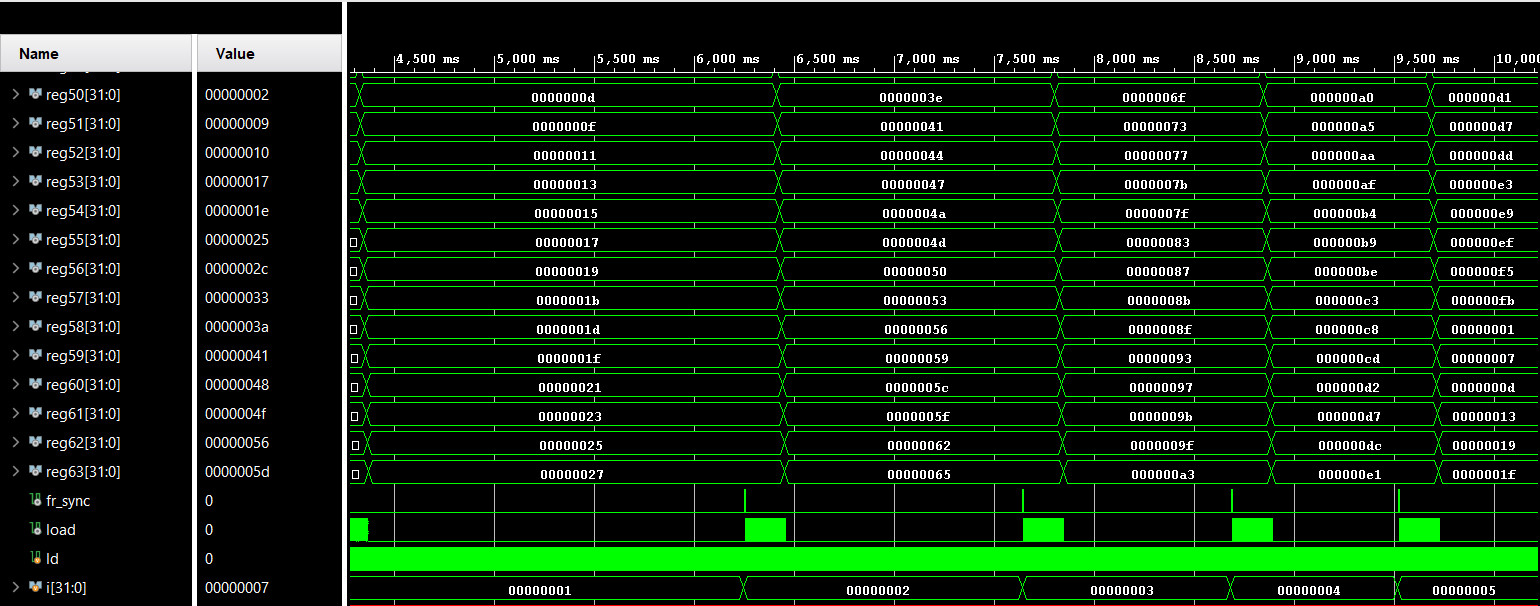 Name Value
4,500 ms 5,000 ms 5,500 ms 6,000 ms 6,500 ms 7,000 ms 7,500 ms 8,000 ms 8,500 ms 9,000 ms 9,500 ms 10,000
reg50[31:0] 00000002 0000000d 0000003e 0000006f 000000a0 000000d1
reg51[31:0] 00000009 0000000f 00000041 00000073 000000a5 000000d7
reg52[31:0] 00000010 00000011 00000044 00000077 000000aa 000000dd
reg53[31:0] 00000017 00000013 00000047 0000007b 000000af 000000e3
reg54[31:0] 0000001e 00000015 0000004a 0000007f 000000b4 000000e9
reg55[31:0] 00000025 00000017 0000004d 00000083 000000b9 000000ef
reg56[31:0] 0000002c 00000019 00000050 00000087 000000be 000000f5
reg57[31:0] 00000033 0000001b 00000053 0000008b 000000c3 000000fb
reg58[31:0] 0000003a 0000001d 00000056 0000008f 000000c8 00000001
reg59[31:0] 00000041 0000001f 00000059 00000093 000000cd 00000007
reg60[31:0] 00000048 00000021 0000005c 00000097 000000d2 0000000d
reg61[31:0] 0000004f 00000023 0000005f 0000009b 000000d7 00000013
reg62[31:0] 00000056 00000025 00000062 0000009f 000000dc 00000019
reg63[31:0] 0000005d 00000027 00000065 000000a3 000000e1 0000001f
fr_sync 0
load 0
ld 0
i[31:0] 00000007 00000001 00000002 00000003 00000004 00000005